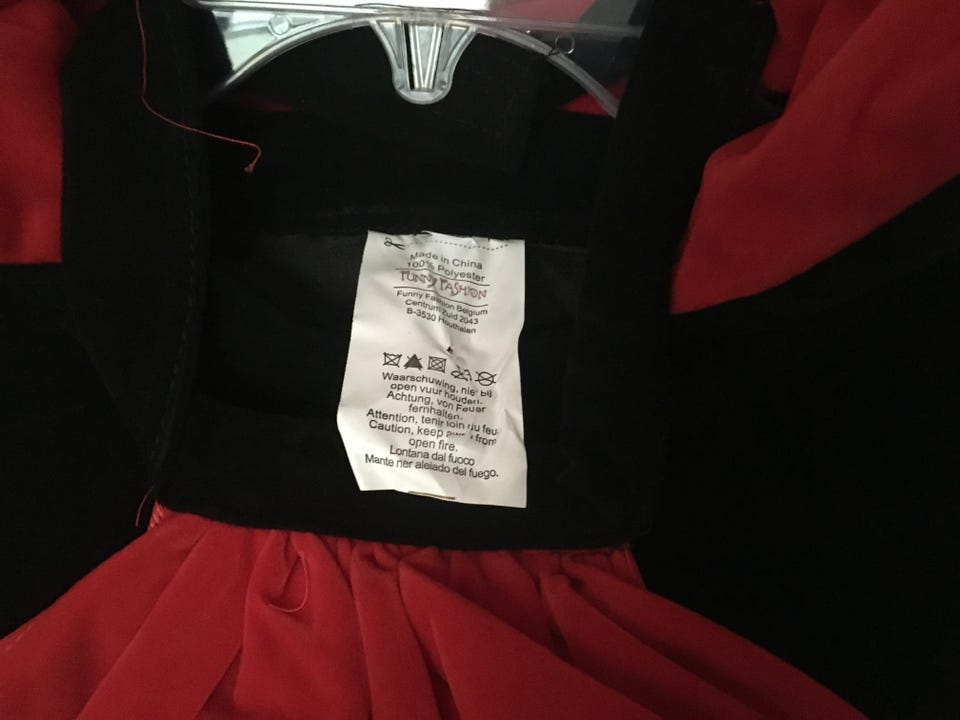 Made in China
100% Polyester
FUNNY FASHION
Funny Fashion Belgium
Centrum Zuid 2043
B-3530 Houthalen
Waarschuwing, niet bij
open vuur houden.
Achtung, von Feuer
fernhalten.
Attention, tenir loin du feu
Caution, keep away from
open fire.
Lontana dal fuoco
Mantener alejado del fuego.